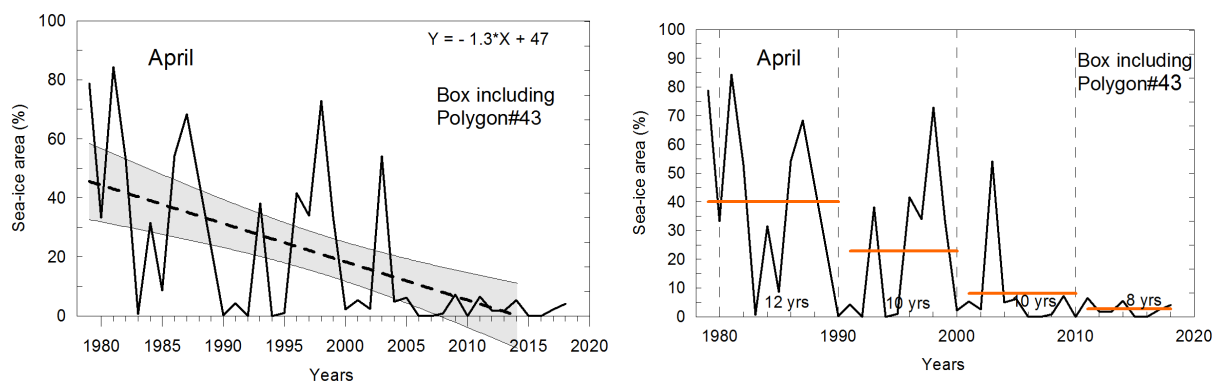 100
80
60
40
20
0
Sea-ice area (%)
April
Y = - 1.3*X + 47
Box including
Polygon#43
1980 1985 1990 1995 2000 2005 2010 2015 2020
Years
100
90
80
70
60
50
40
30
20
10
0
Sea-ice area (%)
April
Box including
Polygon#43
12 yrs 10 yrs 10 yrs 8 yrs
1980 1990 2000 2010 2020
Years